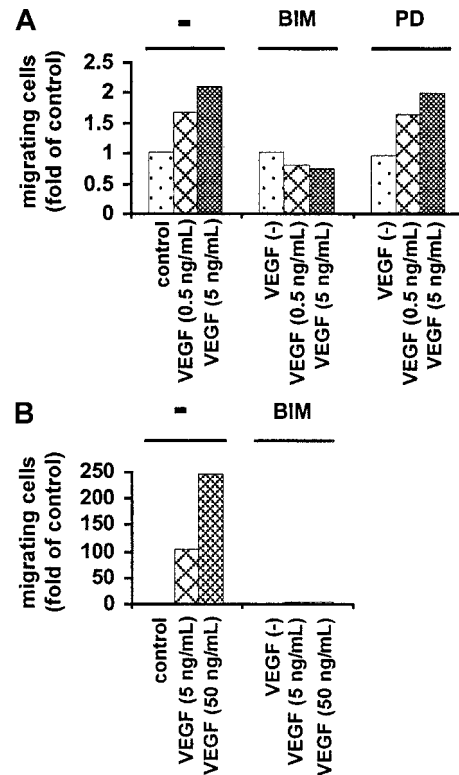 A
- BIM PD
migrating cells
(fold of control)
2.5
2
1.5
1
0.5
0
control
VEGF (0.5 ng/mL)
VEGF (5 ng/mL)
VEGF (-)
VEGF (0.5 ng/mL)
VEGF (5 ng/mL)
VEGF (-)
VEGF (0.5 ng/mL)
VEGF (5 ng/mL)
B
- BIM
migrating cells
(fold of control)
250
200
150
100
50
0
control
VEGF (5 ng/mL)
VEGF (50 ng/mL)
VEGF (-)
VEGF (5 ng/mL)
VEGF (50 ng/mL)